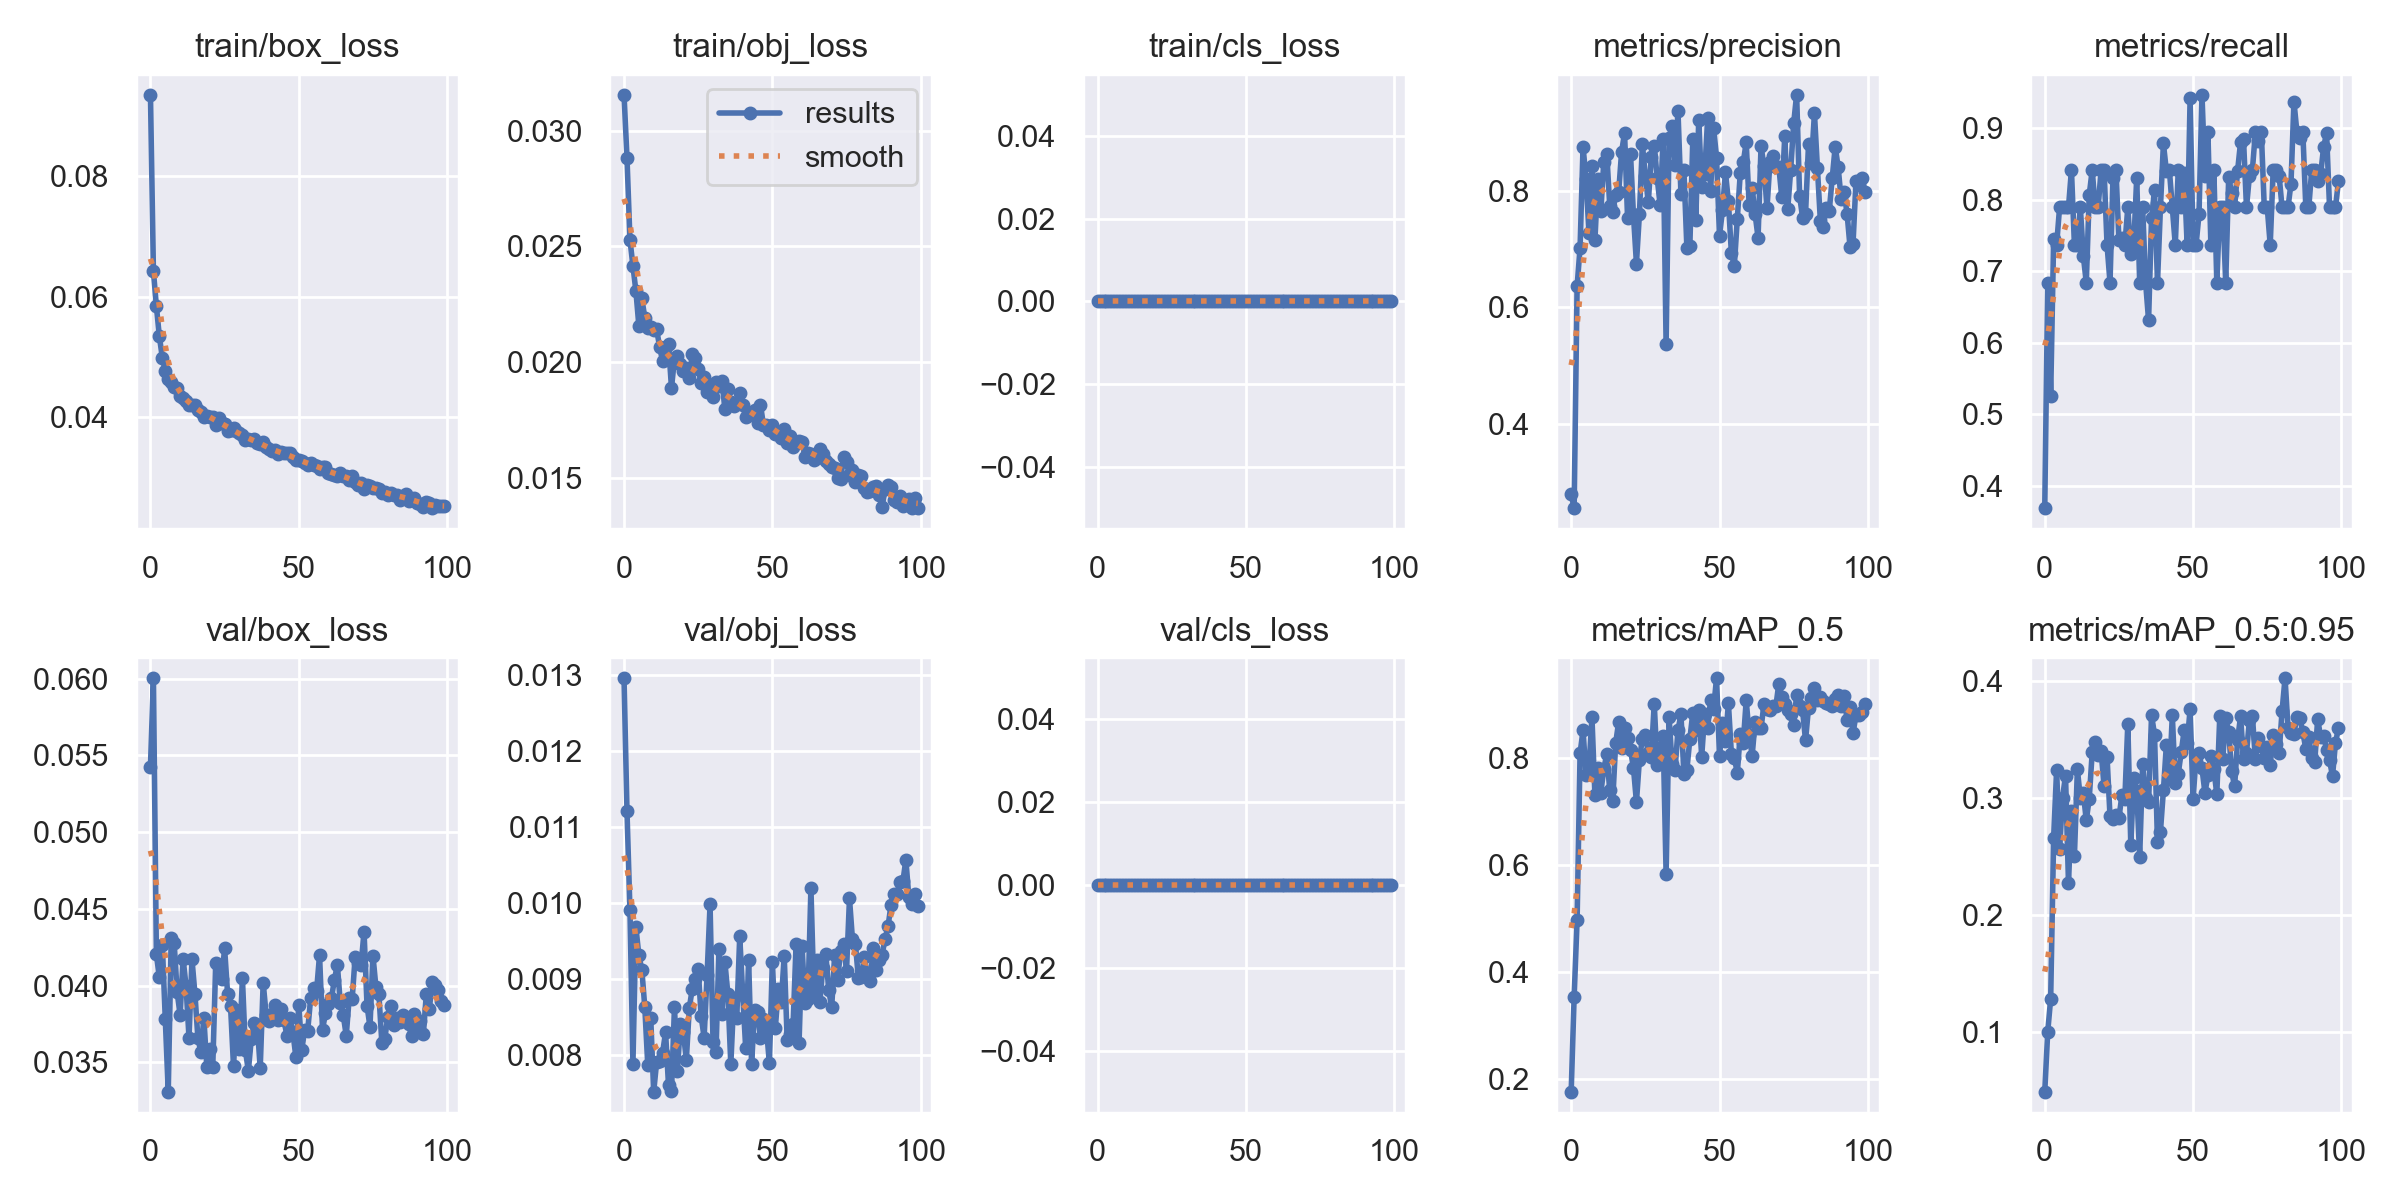 train/box_loss
train/obj_loss
train/cls_loss
metrics/precision
metrics/recall
0.08
0.06
0.04
0 50 100
0.030
0.025
0.020
0.015
results
smooth
0 50 100
0.04
0.02
0.00
−0.02
−0.04
0 50 100
0.8
0.6
0.4
0 50 100
0.9
0.8
0.7
0.6
0.5
0.4
0 50 100
val/box_loss
val/obj_loss
val/cls_loss
metrics/mAP_0.5
metrics/mAP_0.5:0.95
0.060
0.055
0.050
0.045
0.040
0.035
0 50 100
0.013
0.012
0.011
0.010
0.009
0.008
0 50 100
0.04
0.02
0.00
−0.02
−0.04
0 50 100
0.8
0.6
0.4
0.2
0 50 100
0.4
0.3
0.2
0.1
0 50 100